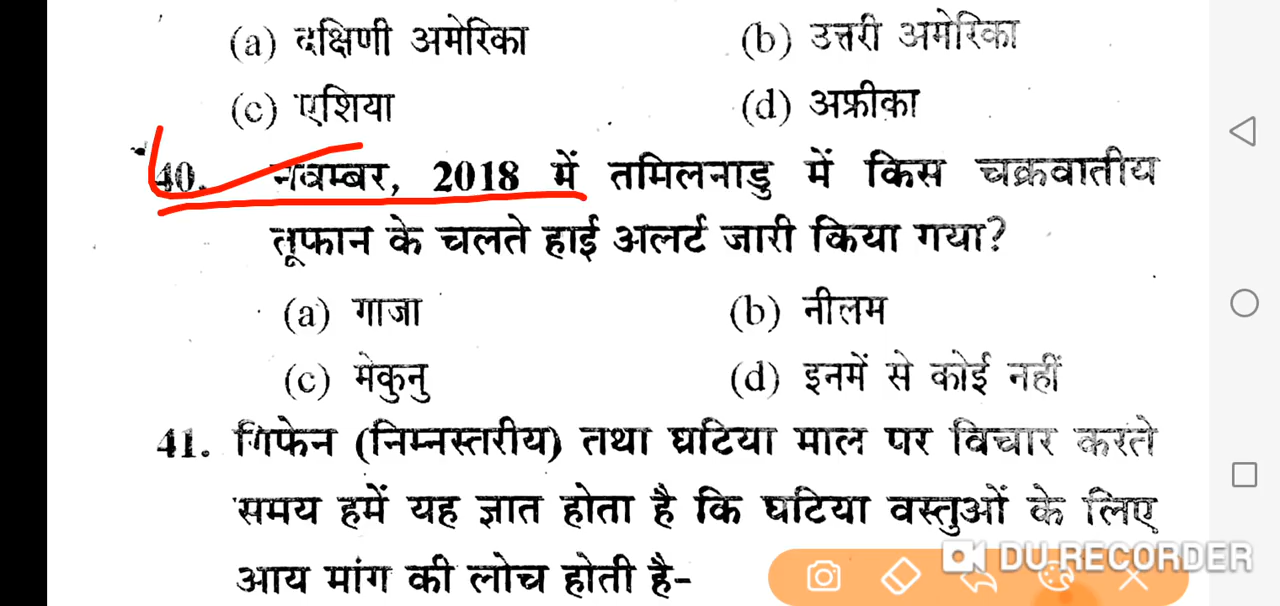 (a) दक्षिणी अमेरिका (b) उत्तरी अमेरिका
(c) एशिया (d) अफ्रीका
40. नवम्बर, 2018 में तमिलनाडु में किस चक्रवातीय
तूफान के चलते हाई अलर्ट जारी किया गया?
(a) गाजा (b) नीलम
(c) मेकुनु (d) इनमें से कोई नहीं
41. गिफेन (निम्नस्तरीय) तथा घटिया माल पर विचार करते
समय हमें यह ज्ञात होता है कि घटिया वस्तुओं के लिए
आय मांग की लोच होती है-
DU RECORDER